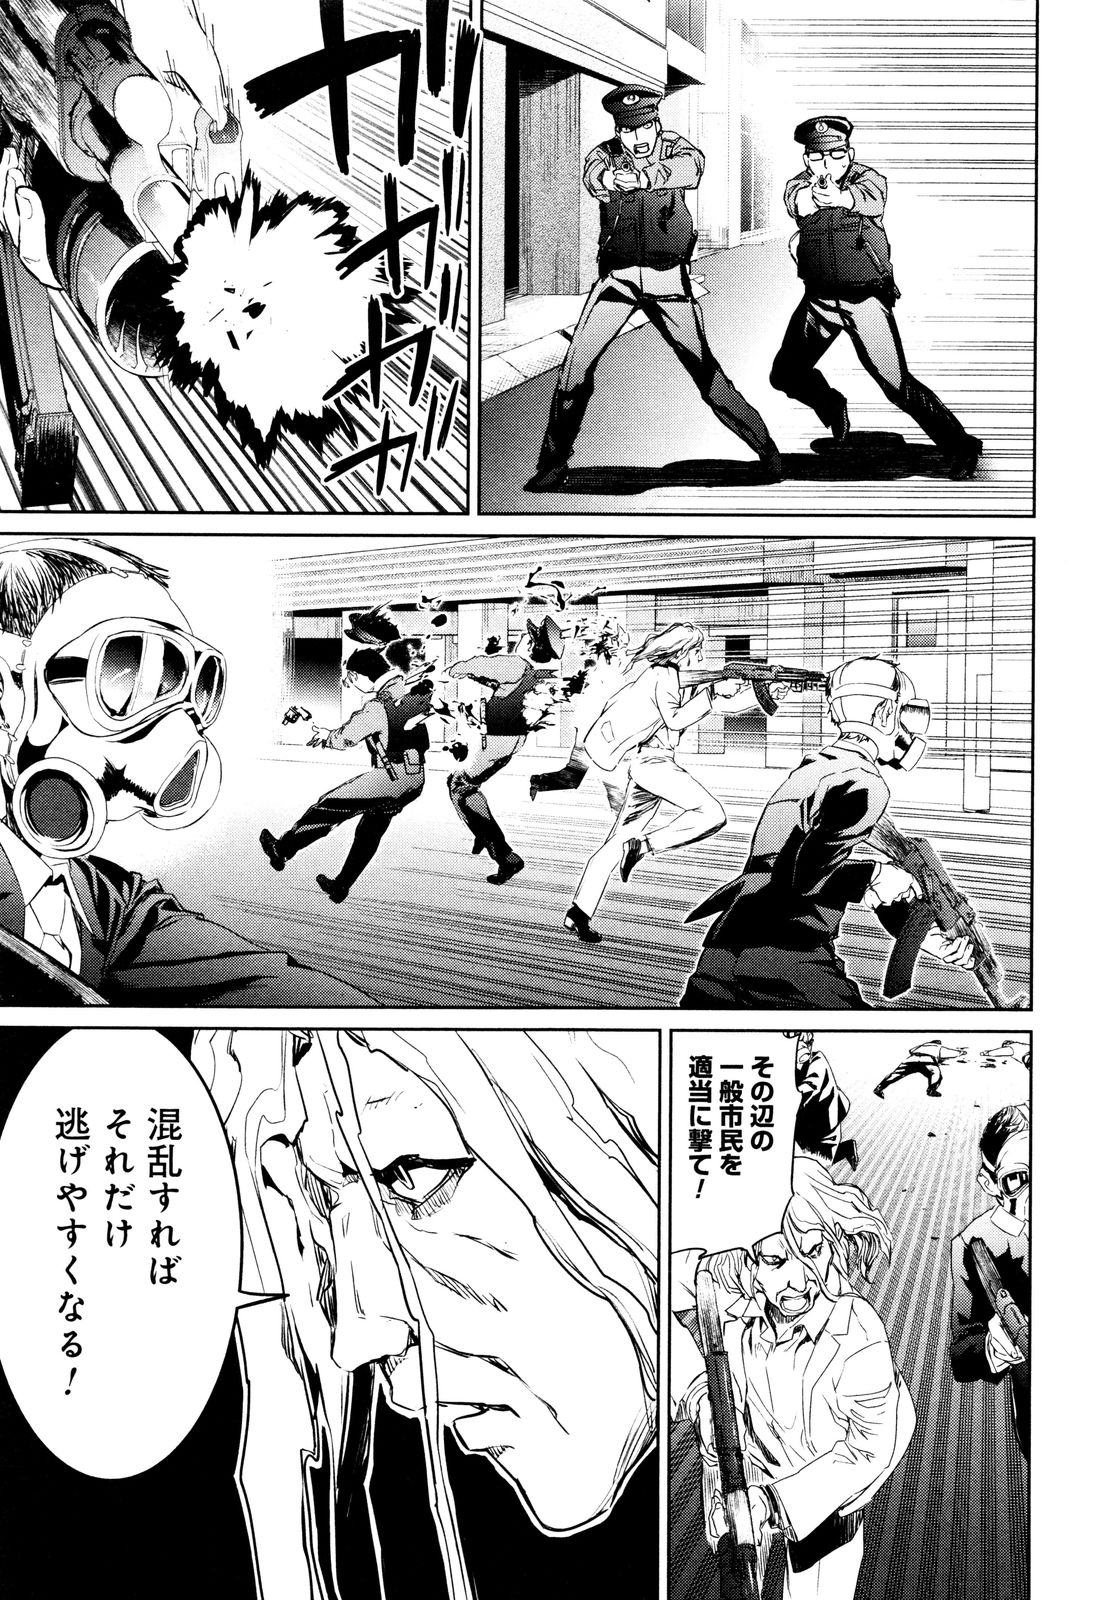 ガガガガガ
その辺の
一般市民を
適当に撃て！
混乱すれば
それだけ
逃げやすくなる！